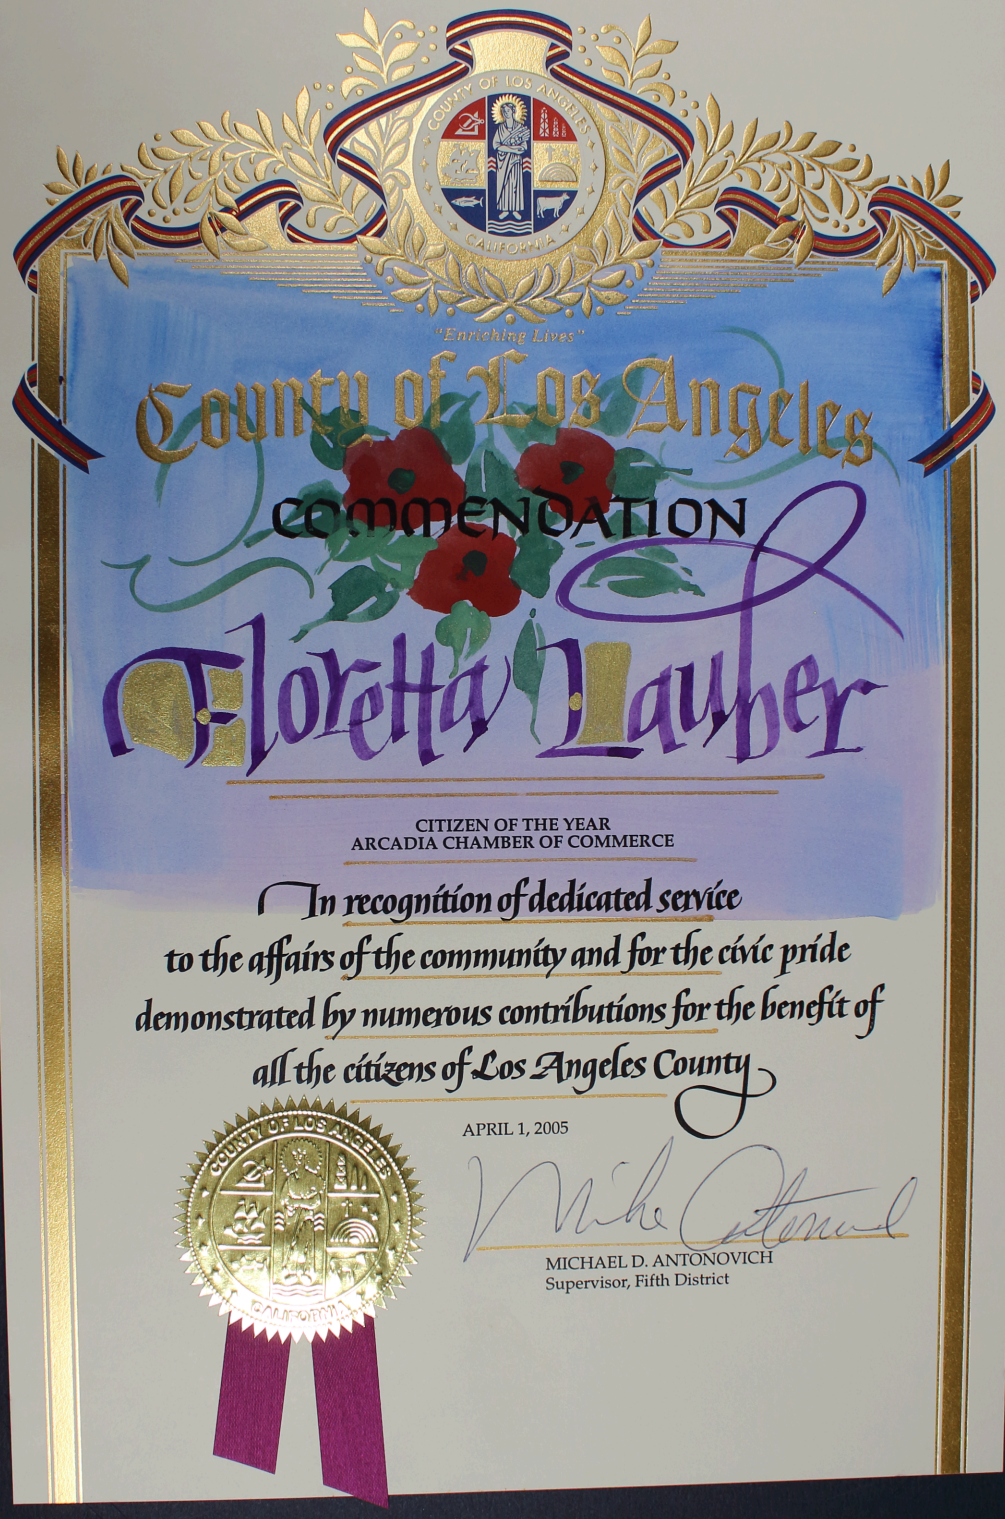 COUNTY OF LOS ANGELES
CALIFORNIA
"Enriching Lives"
County of Los Angeles
COMMENDATION
Floretta Lauber
CITIZEN OF THE YEAR
ARCADIA CHAMBER OF COMMERCE
In recognition of dedicated service
to the affairs of the community and for the civic pride
demonstrated by numerous contributions for the benefit of
all the citizens of Los Angeles County
APRIL 1, 2005
COUNTY OF LOS ANGELES
CALIFORNIA
Mike Antonovich
MICHAEL D. ANTONOVICH
Supervisor, Fifth District